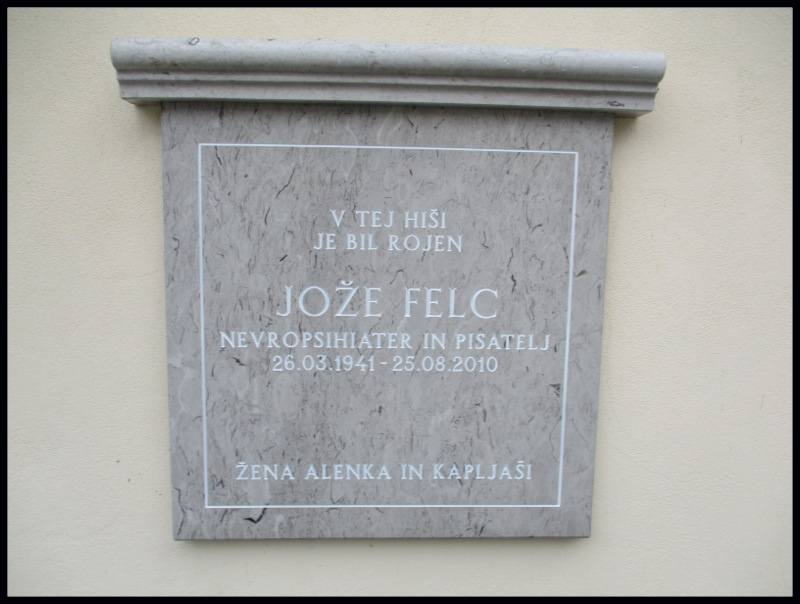 V TEJ HIŠI
JE BIL ROJEN
JOŽE FELC
NEVROPSIHIATER IN PISATELJ
26.03.1941 - 25.08.2010
ŽENA ALENKA IN KAPLJAŠI